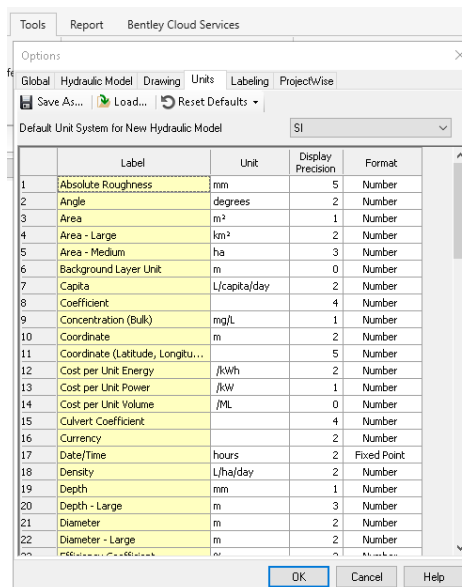 Tools Report Bentley Cloud Services
Options
Global Hydraulic Model Drawing Units Labeling ProjectWise
Save As... Load... Reset Defaults
Default Unit System for New Hydraulic Model SI
Label Unit Display Precision Format
1 Absolute Roughness mm 5 Number
2 Angle degrees 2 Number
3 Area m² 1 Number
4 Area - Large km² 2 Number
5 Area - Medium ha 3 Number
6 Background Layer Unit m 0 Number
7 Capita L/capita/day 2 Number
8 Coefficient 4 Number
9 Concentration (Bulk) mg/L 1 Number
10 Coordinate m 2 Number
11 Coordinate (Latitude, Longitu... 5 Number
12 Cost per Unit Energy /kWh 2 Number
13 Cost per Unit Power /kW 1 Number
14 Cost per Unit Volume /ML 0 Number
15 Culvert Coefficient 4 Number
16 Currency 2 Number
17 Date/Time hours 2 Fixed Point
18 Density L/ha/day 2 Number
19 Depth mm 1 Number
20 Depth - Large m 3 Number
21 Diameter m 2 Number
22 Diameter - Large m 2 Number
OK Cancel Help